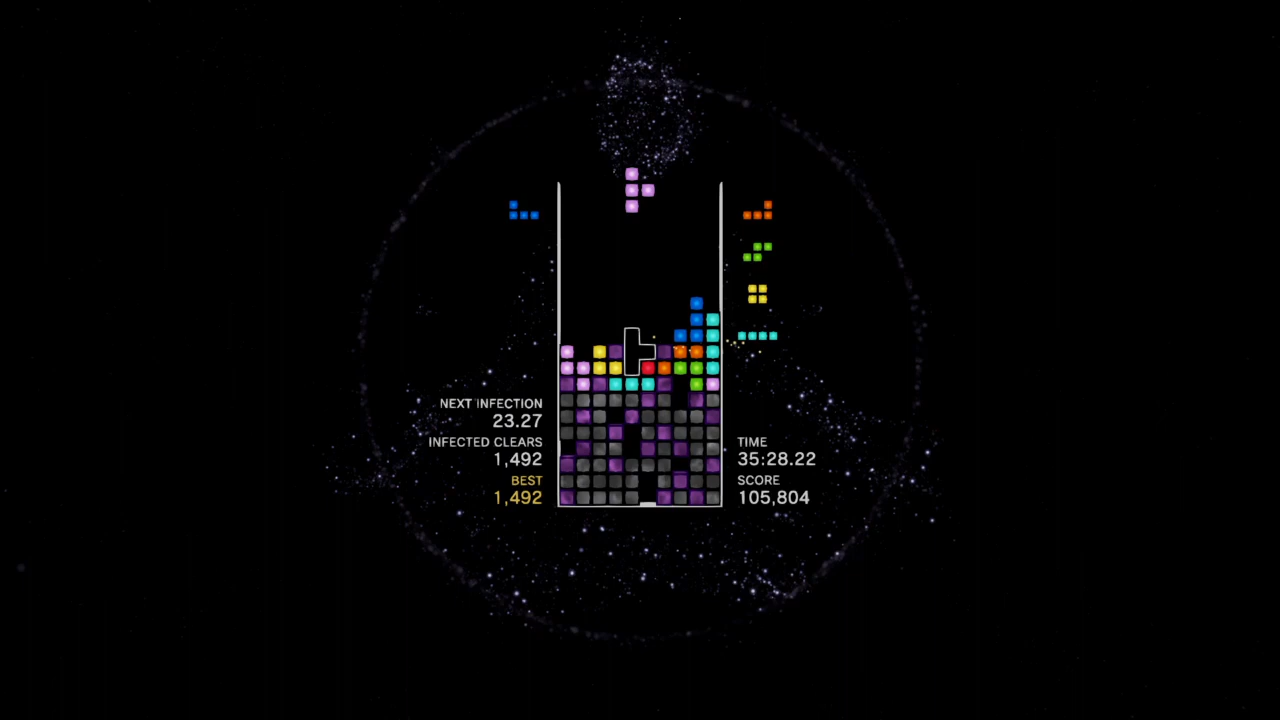 NEXT INFECTION
23.27
INFECTED CLEARS
1,492
BEST
1,492
TIME
35:28.22
SCORE
105,804